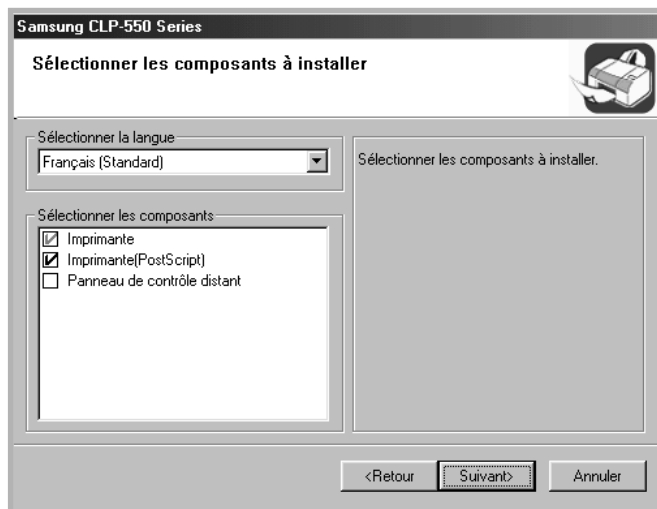 Samsung CLP-550 Series
Sélectionner les composants à installer
Sélectionner la langue
Français (Standard)
Sélectionner les composants à installer.
Sélectionner les composants
Imprimante
Imprimante(PostScript)
Panneau de contrôle distant
<Retour
Suivant>
Annuler